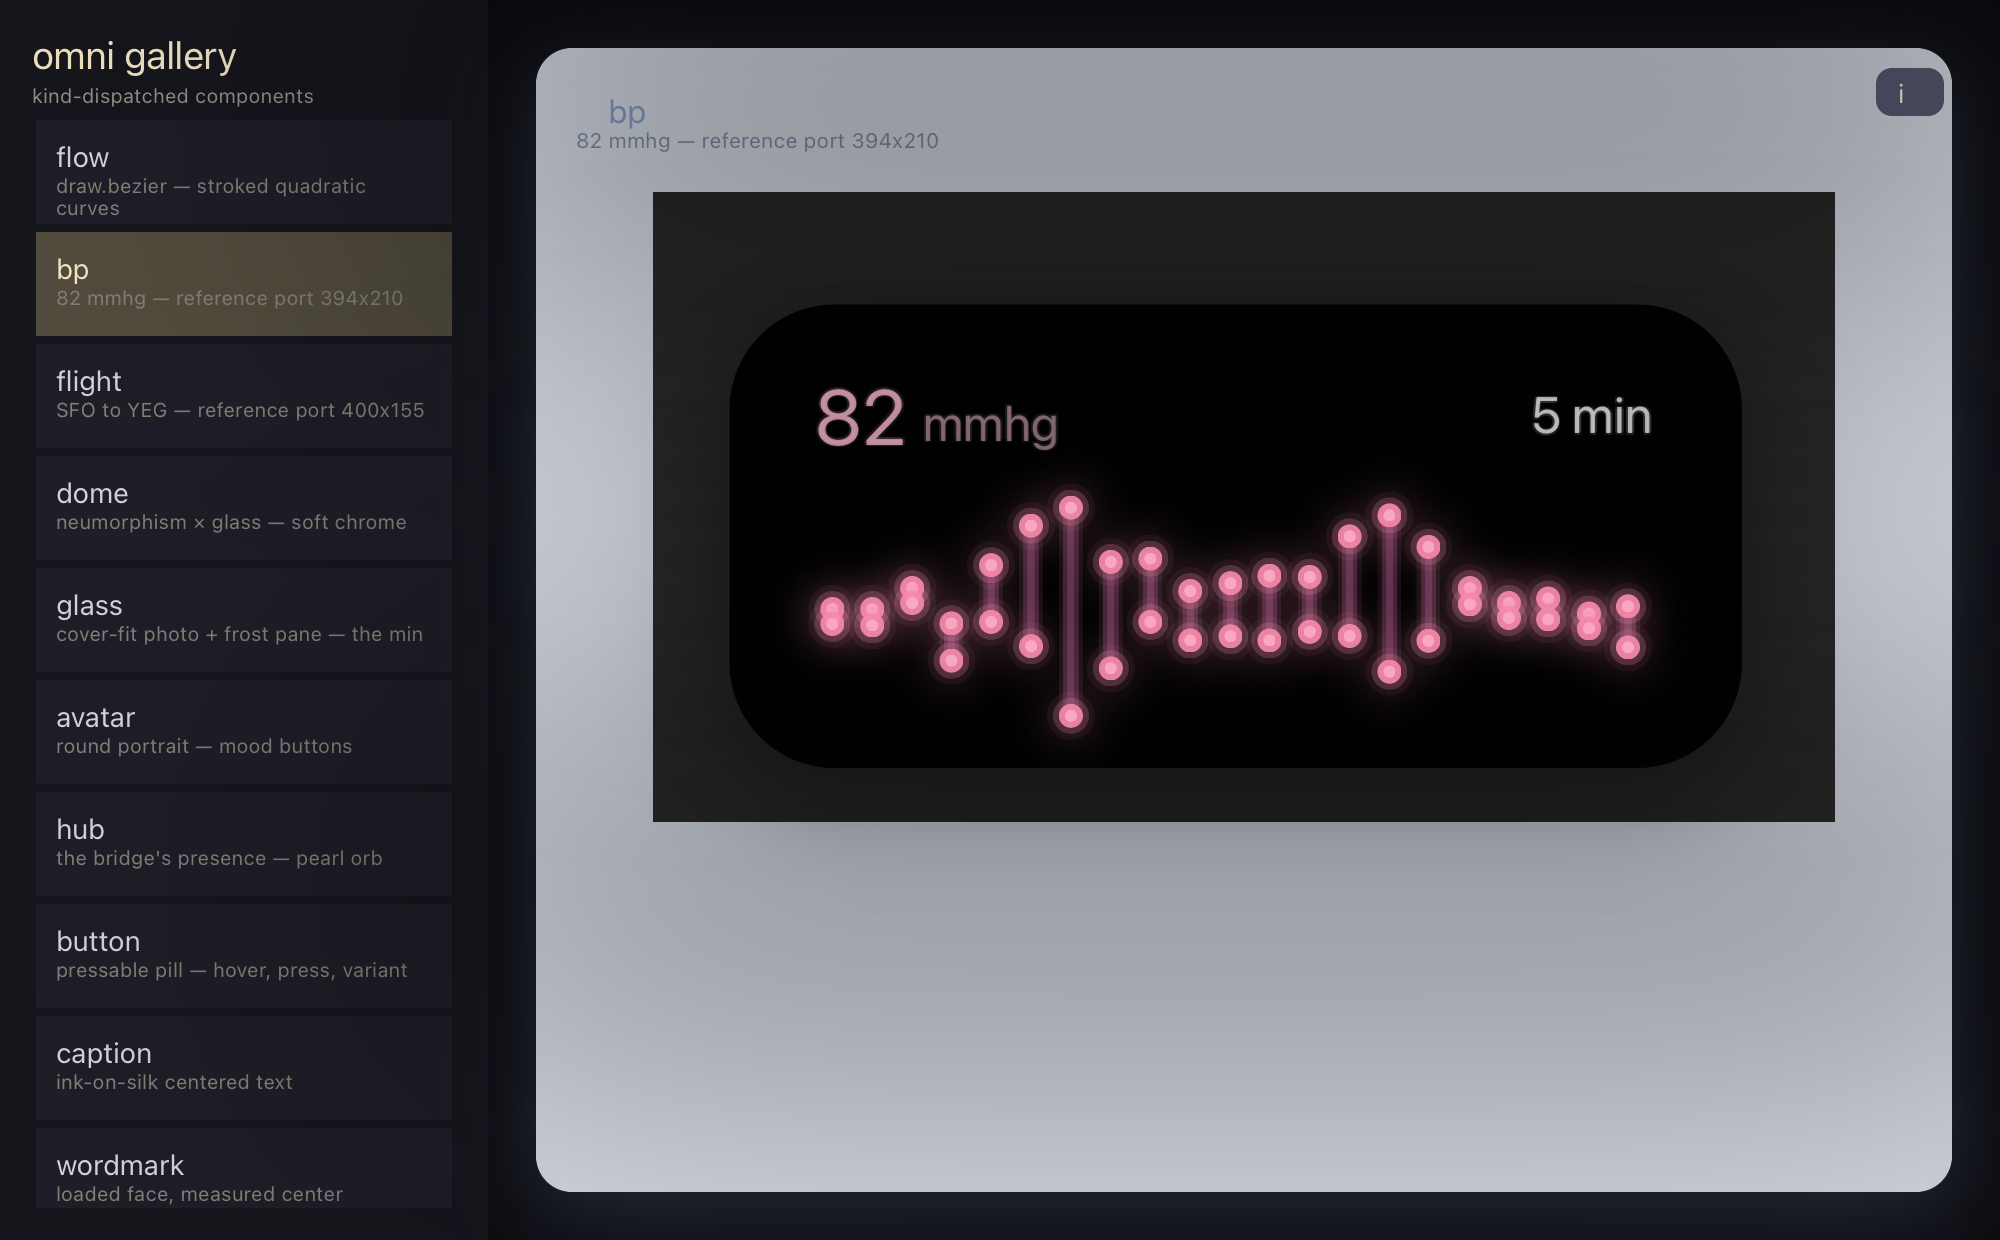 omni gallery
kind-dispatched components
flow
draw.bezier — stroked quadratic
curves
bp
82 mmhg — reference port 394x210
flight
SFO to YEG — reference port 400x155
dome
neumorphism × glass — soft chrome
glass
cover-fit photo + frost pane — the min
avatar
round portrait — mood buttons
hub
the bridge's presence — pearl orb
button
pressable pill — hover, press, variant
caption
ink-on-silk centered text
wordmark
loaded face, measured center
bp
82 mmhg — reference port 394x210
i
82 mmhg
5 min